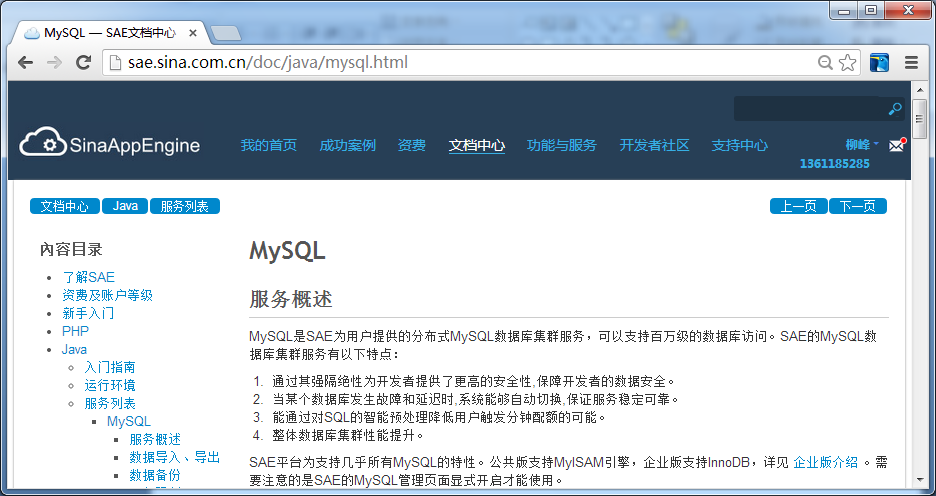 MySQL — SAE文档中心
sae.sina.com.cn/doc/java/mysql.html
SinaAppEngine
我的首页 成功案例 资费 文档中心 功能与服务 开发者社区 支持中心
柳峰
1361185285
文档中心 Java 服务列表
上一页 下一页
内容目录
了解SAE
资费及账户等级
新手入门
PHP
Java
入门指南
运行环境
服务列表
MySQL
服务概述
数据导入、导出
数据备份
MySQL
服务概述
MySQL是SAE为用户提供的分布式MySQL数据库集群服务，可以支持百万级的数据库访问。SAE的MySQL数
据库集群服务有以下特点：
1. 通过其强隔绝性为开发者提供了更高的安全性,保障开发者的数据安全。
2. 当某个数据库发生故障和延迟时,系统能够自动切换,保证服务稳定可靠。
3. 能通过对SQL的智能预处理降低用户触发分钟配额的可能。
4. 整体数据库集群性能提升。
SAE平台为支持几乎所有MySQL的特性。公共版支持MyISAM引擎，企业版支持InnoDB，详见 企业版介绍 。需
要注意的是SAE的MySQL管理页面显式开启才能使用。